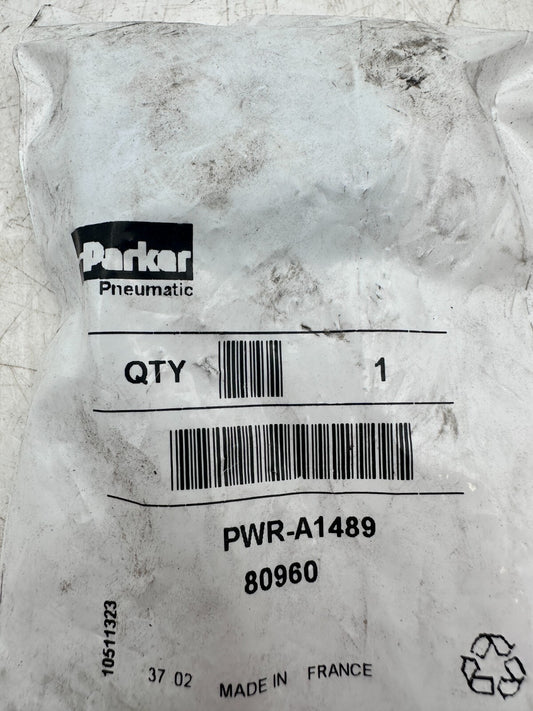 Parker
Pneumatic
QTY 1
PWR-A1489
80960
10511323
37 02 MADE IN FRANCE